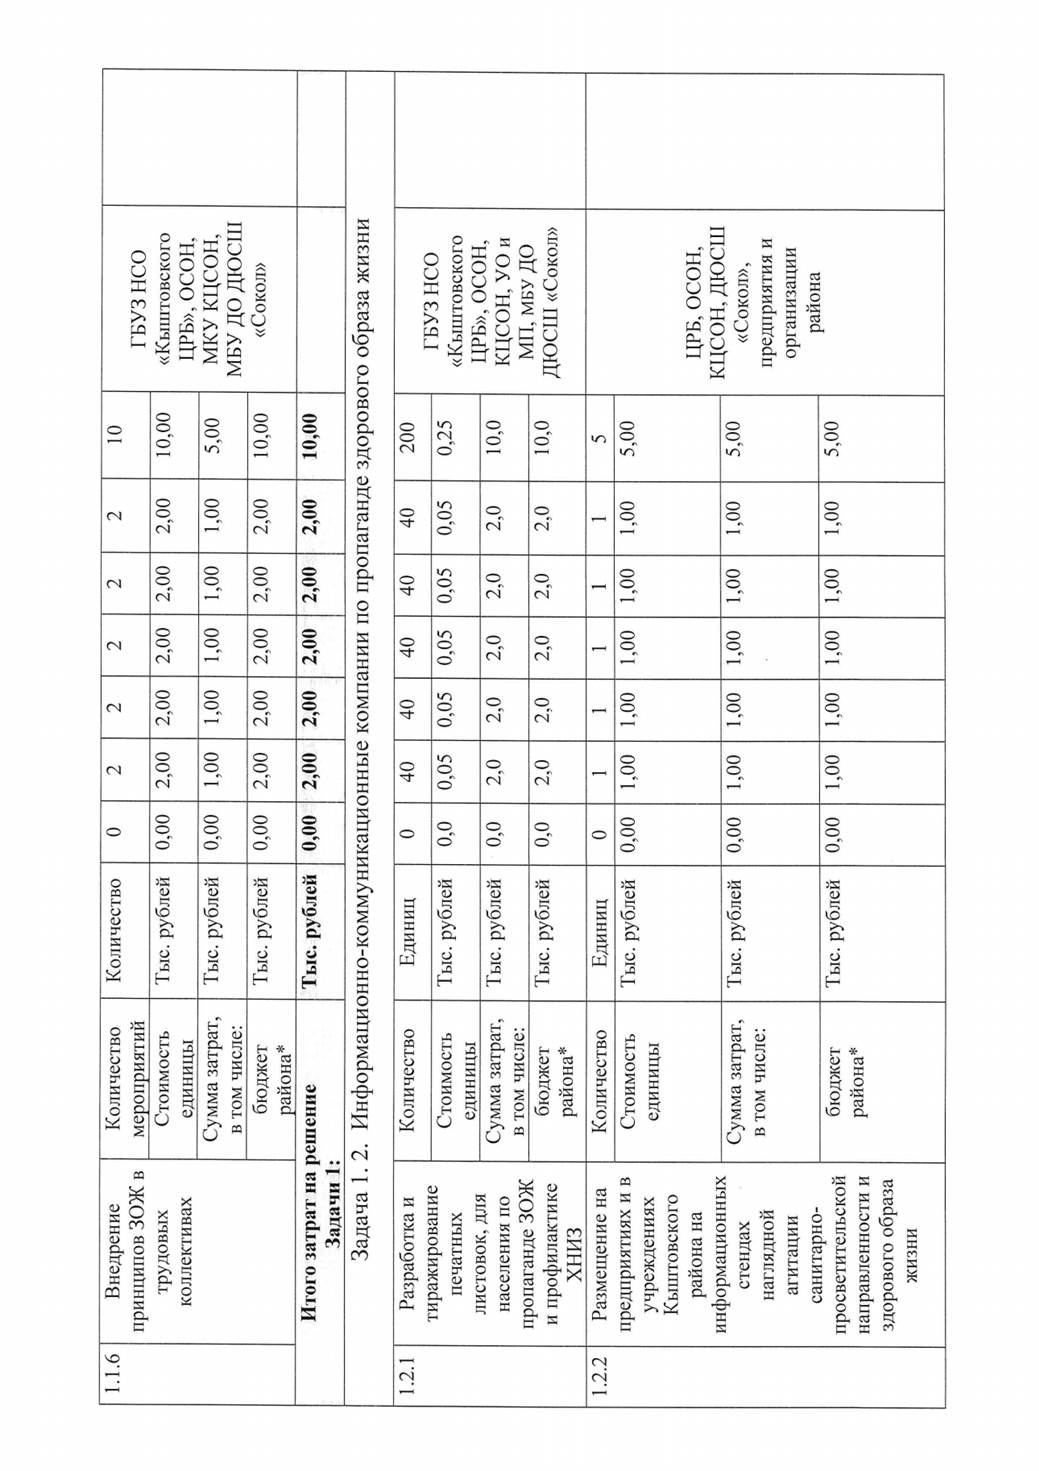 1.1.6
Внедрение
принципов ЗОЖ в
трудовых
коллективах
Количество
мероприятий
Количество
0
2
2
2
2
2
10
ГБУЗ НСО
«Кыштовского
ЦРБ», ОСОН,
МКУ КЦСОН,
МБУ ДО ДЮСШ
«Сокол»
Стоимость
единицы
Тыс. рублей
0,00
2,00
2,00
2,00
2,00
2,00
10,00
Сумма затрат,
в том числе:
Тыс. рублей
0,00
1,00
1,00
1,00
1,00
1,00
5,00
бюджет
района*
Тыс. рублей
0,00
2,00
2,00
2,00
2,00
2,00
10,00
Итого затрат на решение
Задачи 1:
Тыс. рублей
0,00
2,00
2,00
2,00
2,00
2,00
10,00
Задача 1. 2. Информационно-коммуникационные компании по пропаганде здорового образа жизни
1.2.1
Разработка и
тиражирование
печатных
листовок, для
населения по
пропаганде ЗОЖ
и профилактике
ХНИЗ
Количество
Единиц
0
40
40
40
40
40
200
ГБУЗ НСО
«Кыштовского
ЦРБ», ОСОН,
КЦСОН, УО и
МП, МБУ ДО
ДЮСШ «Сокол»
Стоимость
единицы
Тыс. рублей
0,0
0,05
0,05
0,05
0,05
0,05
0,25
Сумма затрат,
в том числе:
Тыс. рублей
0,0
2,0
2,0
2,0
2,0
2,0
10,0
бюджет
района*
Тыс. рублей
0,0
2,0
2,0
2,0
2,0
2,0
10,0
1.2.2
Размещение на
предприятиях и в
учреждениях
Кыштовского
района на
информационных
стендах
наглядной
агитации
санитарно-
просветительской
направленности и
здорового образа
жизни
Количество
Единиц
0
1
1
1
1
1
5
ЦРБ, ОСОН,
КЦСОН, ДЮСШ
«Сокол»,
предприятия и
организации
района
Стоимость
единицы
Тыс. рублей
0,00
1,00
1,00
1,00
1,00
1,00
5,00
Сумма затрат,
в том числе:
Тыс. рублей
0,00
1,00
1,00
1,00
1,00
1,00
5,00
бюджет
района*
Тыс. рублей
0,00
1,00
1,00
1,00
1,00
1,00
5,00